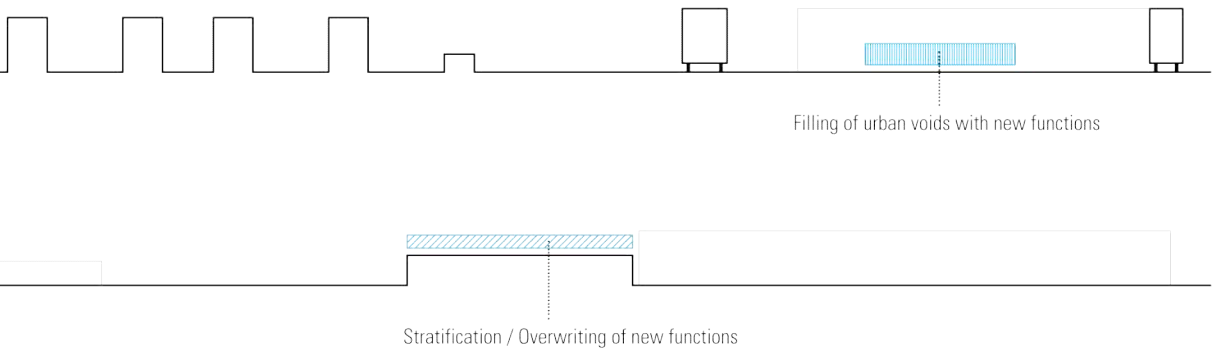 Filling of urban voids with new functions
Stratification / Overwriting of new functions